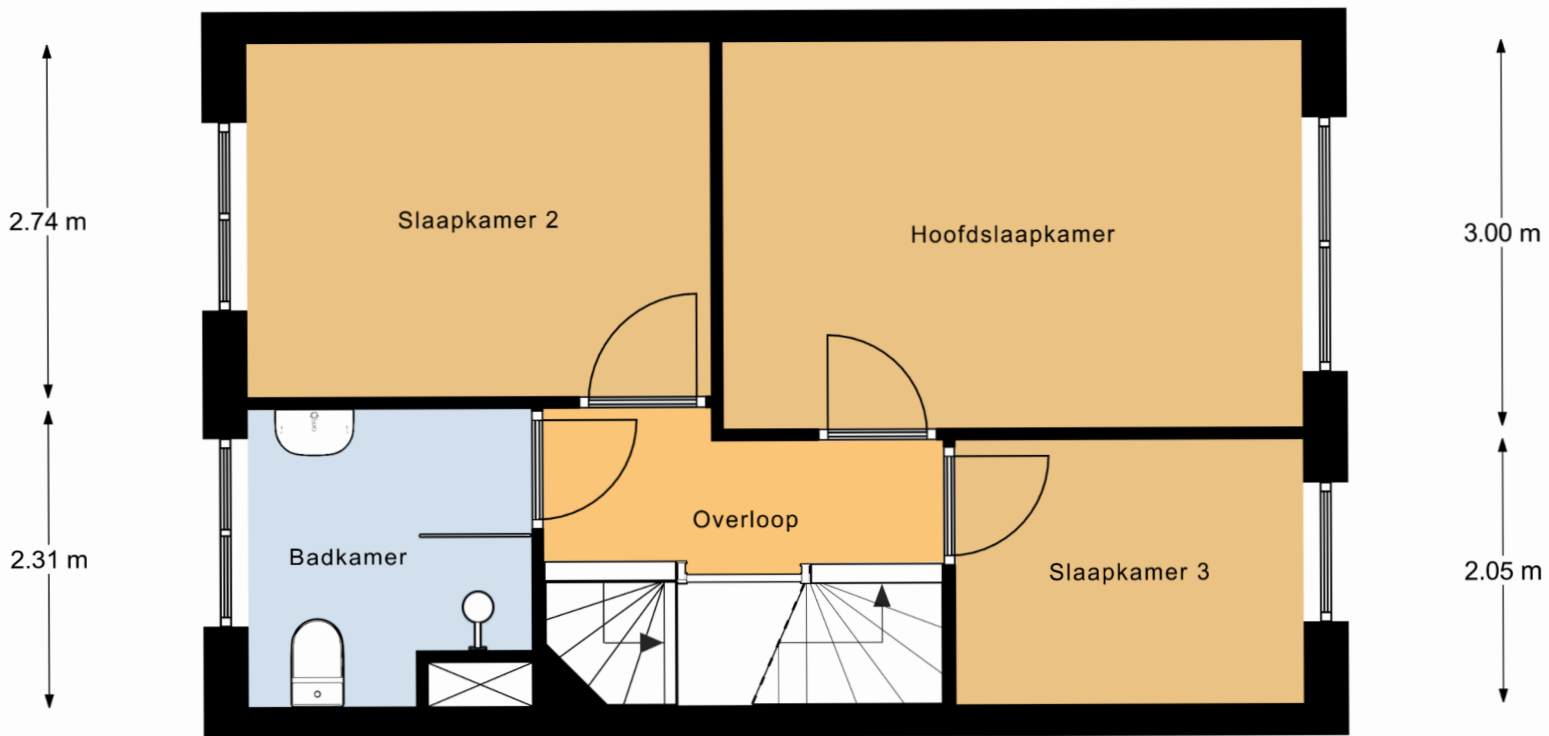 2.74 m
Slaapkamer 2
Hoofdslaapkamer
3.00 m
Overloop
Badkamer
2.31 m
Slaapkamer 3
2.05 m